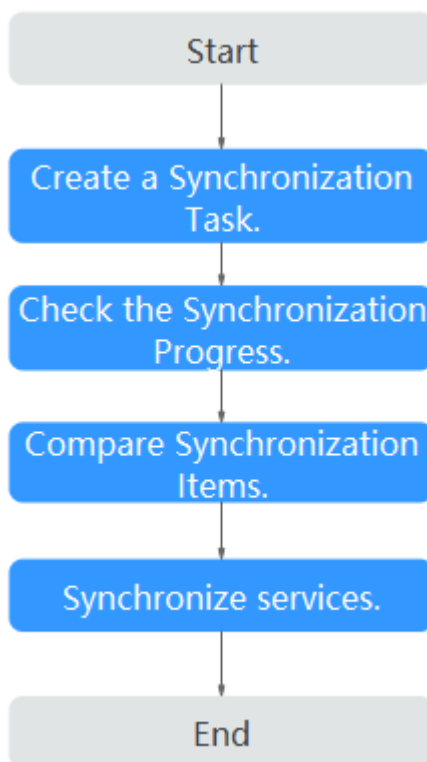 Start
Create a Synchronization
Task.
Check the Synchronization
Progress.
Compare Synchronization
Items.
Synchronize services.
End